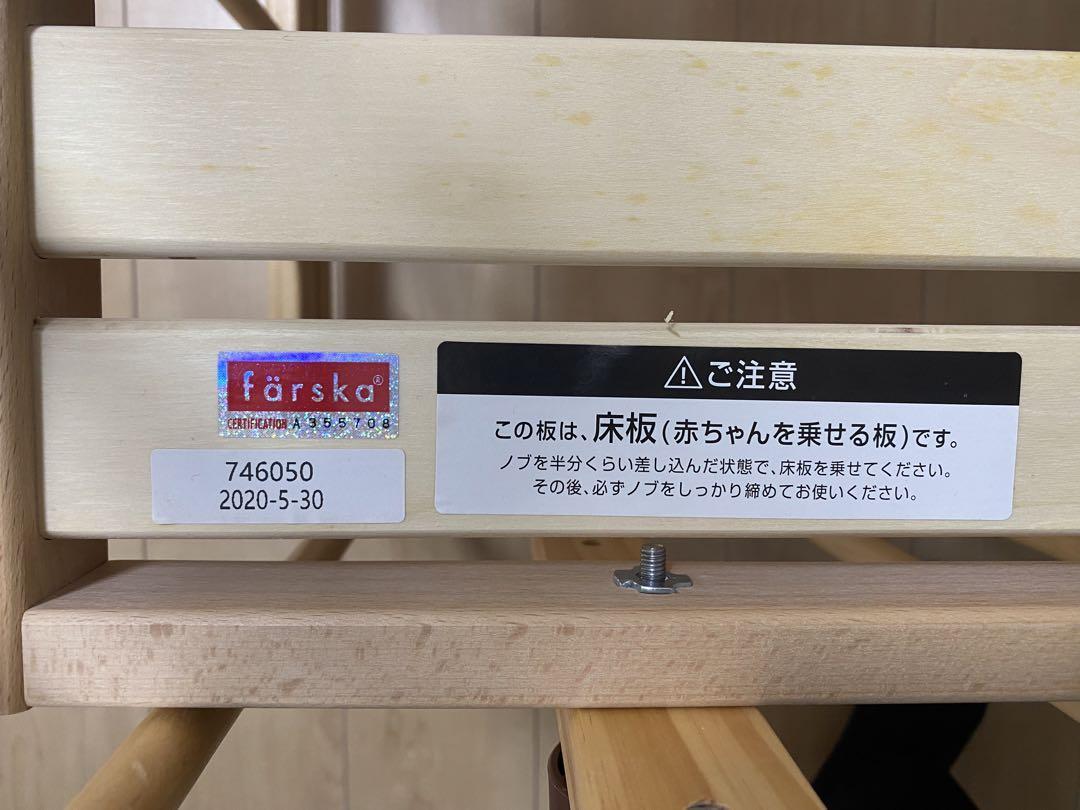 färska®
CERTIFICATION A 355708
746050
2020-5-30
⚠ご注意
この板は、床板(赤ちゃんを乗せる板)です。
ノブを半分くらい差し込んだ状態で、床板を乗せてください。
その後、必ずノブをしっかり締めてお使いください。